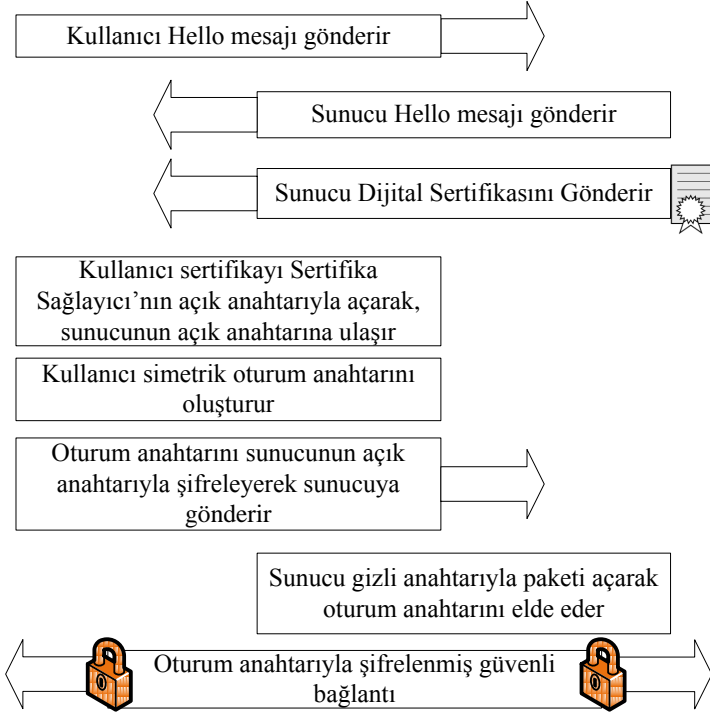 Kullanıcı Hello mesajı gönderir
Sunucu Hello mesajı gönderir
Sunucu Dijital Sertifikasını Gönderir
Kullanıcı sertifikayı Sertifika
Sağlayıcı’nın açık anahtarıyla açarak,
sunucunun açık anahtarına ulaşır
Kullanıcı simetrik oturum anahtarını
oluşturur
Oturum anahtarını sunucunun açık
anahtarıyla şifreleyerek sunucuya
gönderir
Sunucu gizli anahtarıyla paketi açarak
oturum anahtarını elde eder
Oturum anahtarıyla şifrelenmiş güvenli
bağlantı